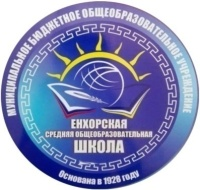 МУНИЦИПАЛЬНОЕ БЮДЖЕТНОЕ ОБЩЕОБРАЗОВАТЕЛЬНОЕ УЧРЕЖДЕНИЕ
ЕНХОРСКАЯ
СРЕДНЯЯ ОБЩЕОБРАЗОВАТЕЛЬНАЯ
ШКОЛА
Основана в 1928 году